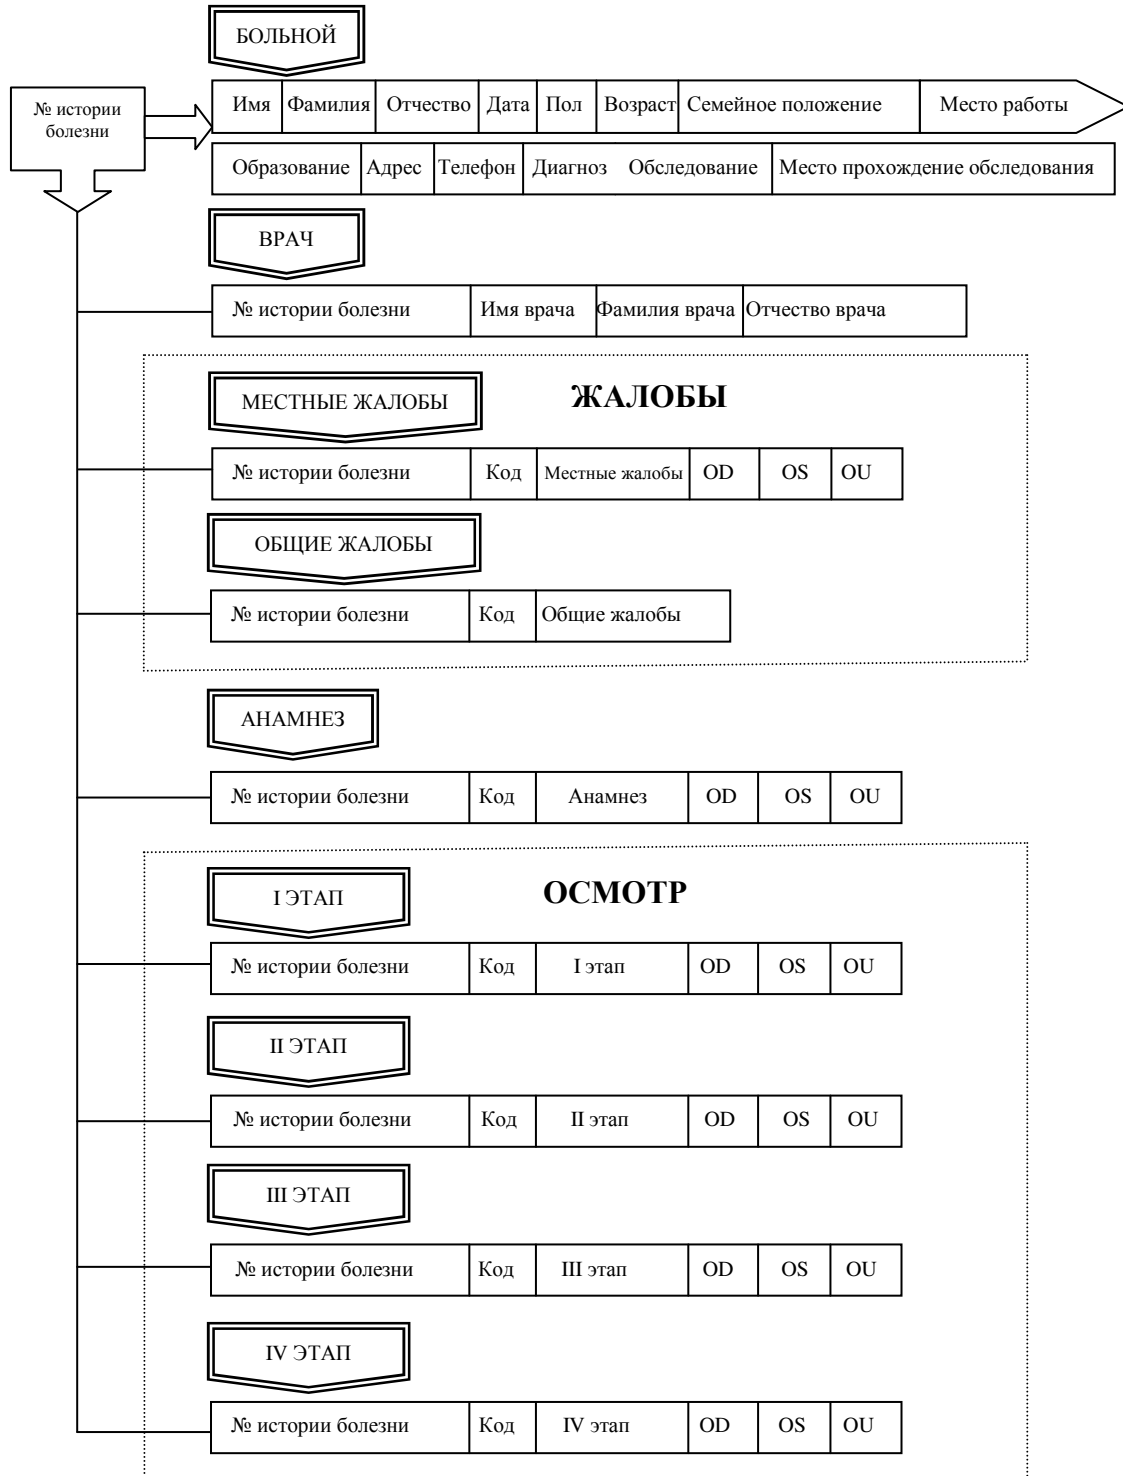 БОЛЬНОЙ
№ истории
болезни
Имя Фамилия Отчество Дата Пол Возраст Семейное положение Место работы
Образование Адрес Телефон Диагноз Обследование Место прохождение обследования
ВРАЧ
№ истории болезни Имя врача Фамилия врача Отчество врача
ЖАЛОБЫ
МЕСТНЫЕ ЖАЛОБЫ
№ истории болезни Код Местные жалобы OD OS OU
ОБЩИЕ ЖАЛОБЫ
№ истории болезни Код Общие жалобы
АНАМНЕЗ
№ истории болезни Код Анамнез OD OS OU
ОСМОТР
I ЭТАП
№ истории болезни Код I этап OD OS OU
II ЭТАП
№ истории болезни Код II этап OD OS OU
III ЭТАП
№ истории болезни Код III этап OD OS OU
IV ЭТАП
№ истории болезни Код IV этап OD OS OU